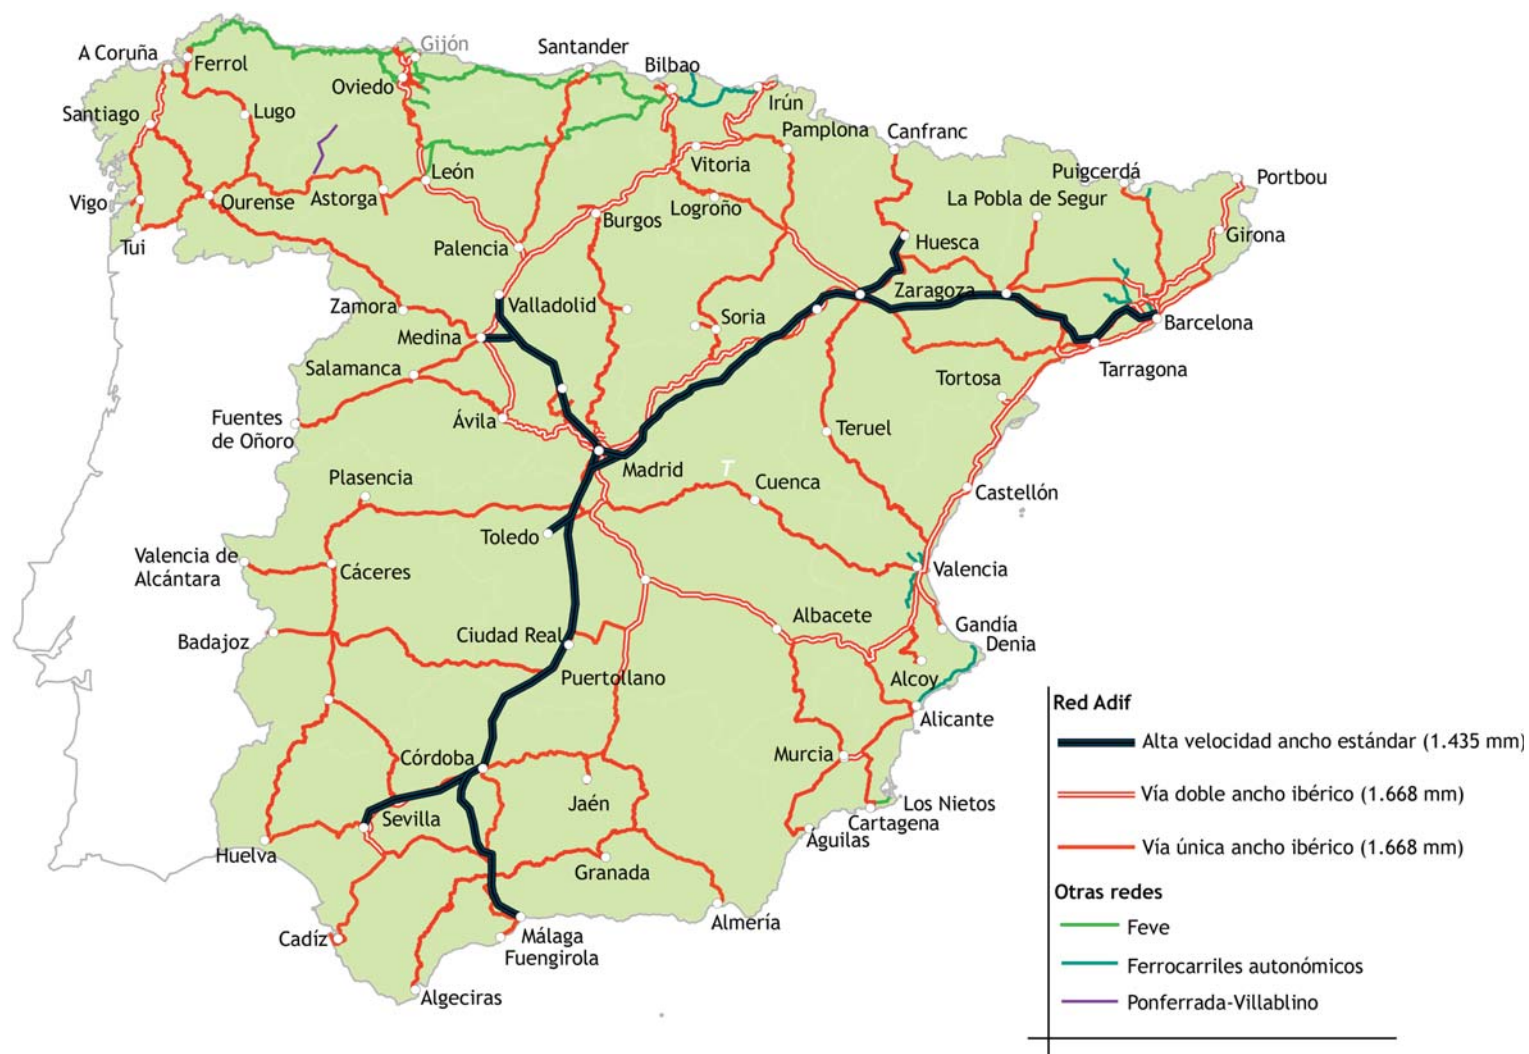 Gijón
A Coruña
Ferrol
Santander
Bilbao
Oviedo
Irún
Santiago
Lugo
Pamplona
Canfranc
Vitoria
León
Puigcerdá
Portbou
Vigo
Ourense
Astorga
Logroño
La Pobla de Segur
Burgos
Tui
Palencia
Huesca
Girona
Zamora
Valladolid
Zaragoza
Medina
Soria
Barcelona
Salamanca
Tarragona
Tortosa
Fuentes
de Oñoro
Ávila
Teruel
Madrid
T
Plasencia
Cuenca
Castellón
Toledo
Valencia de
Alcántara
Cáceres
Valencia
Albacete
Badajoz
Ciudad Real
Gandía
Denia
Puertollano
Alcoy
Alicante
Córdoba
Murcia
Jaén
Los Nietos
Cartagena
Sevilla
Águilas
Huelva
Granada
Almería
Cadíz
Málaga
Fuengirola
Algeciras
Red Adif
Alta velocidad ancho estándar (1.435 mm)
Vía doble ancho ibérico (1.668 mm)
Vía única ancho ibérico (1.668 mm)
Otras redes
Feve
Ferrocarriles autonómicos
Ponferrada-Villablino